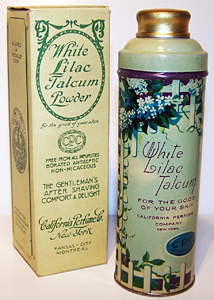 White
Lilac
Talcum
Powder
For the good of your skin
CPC
FREE FROM ALL IMPURITIES
BORATED ANTISEPTIC
NON-MICACEOUS
THE GENTLEMAN'S
AFTER SHAVING
COMFORT & DELIGHT
California Perfume Co.
New York
KANSAS-CITY
MONTREAL
White
Lilac
Talcum
FOR THE GOOD
OF YOUR SKIN
CALIFORNIA PERFUME
COMPANY
NEW YORK
CPC